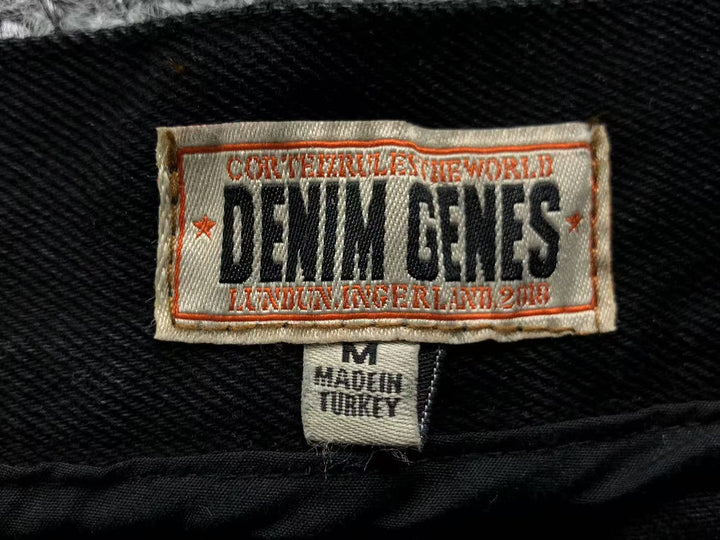 CORTEIZRULESTHEWORLD
DENIM GENES
LUNDUN, INGERLAND, 2018
M
MADE IN
TURKEY